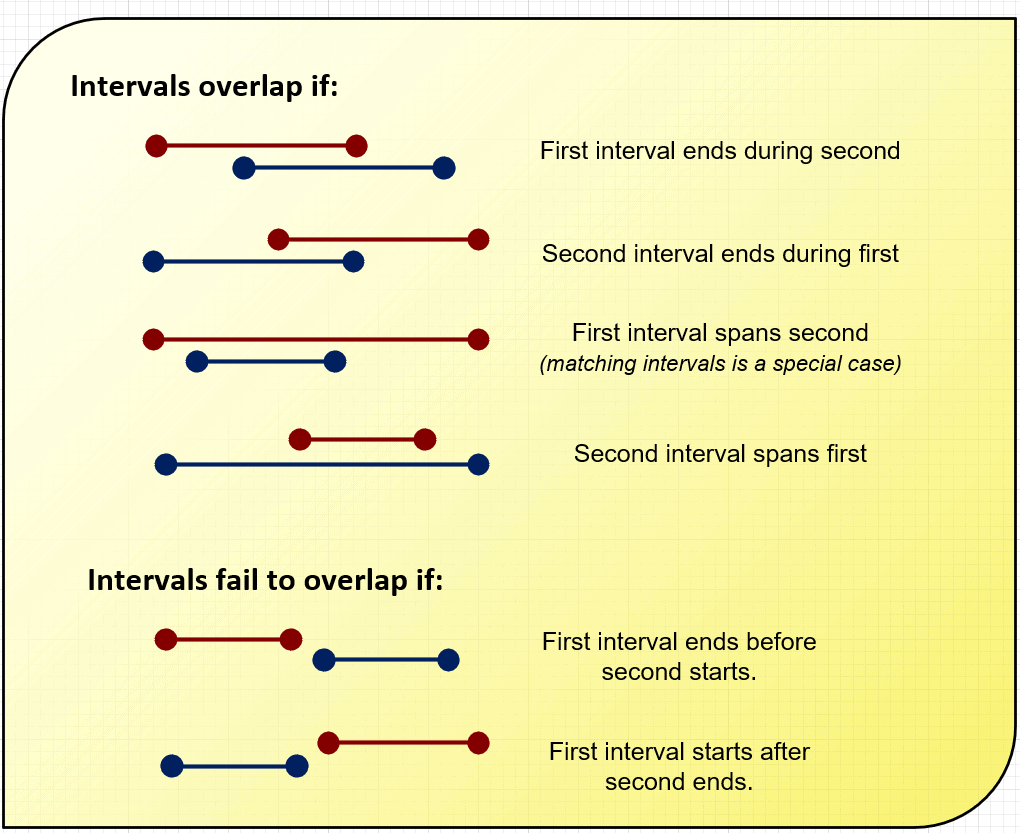 Intervals overlap if:
First interval ends during second
Second interval ends during first
First interval spans second
(matching intervals is a special case)
Second interval spans first
Intervals fail to overlap if:
First interval ends before
second starts.
First interval starts after
second ends.